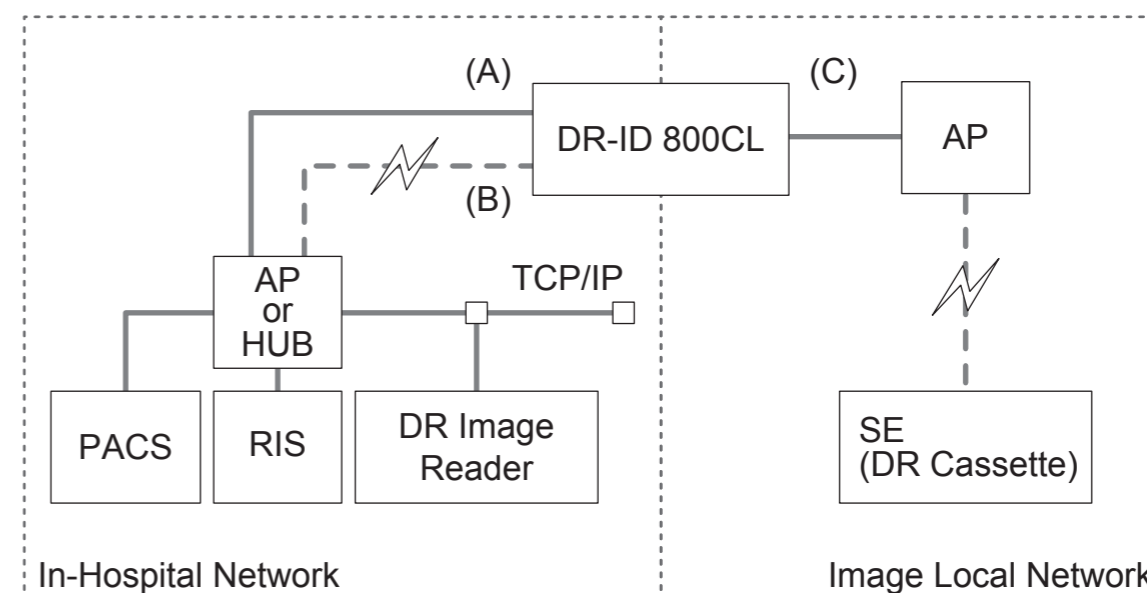 (A)
(C)
DR-ID 800CL
AP
(B)
AP
or
HUB
TCP/IP
PACS
RIS
DR Image
Reader
SE
(DR Cassette)
In-Hospital Network
Image Local Network